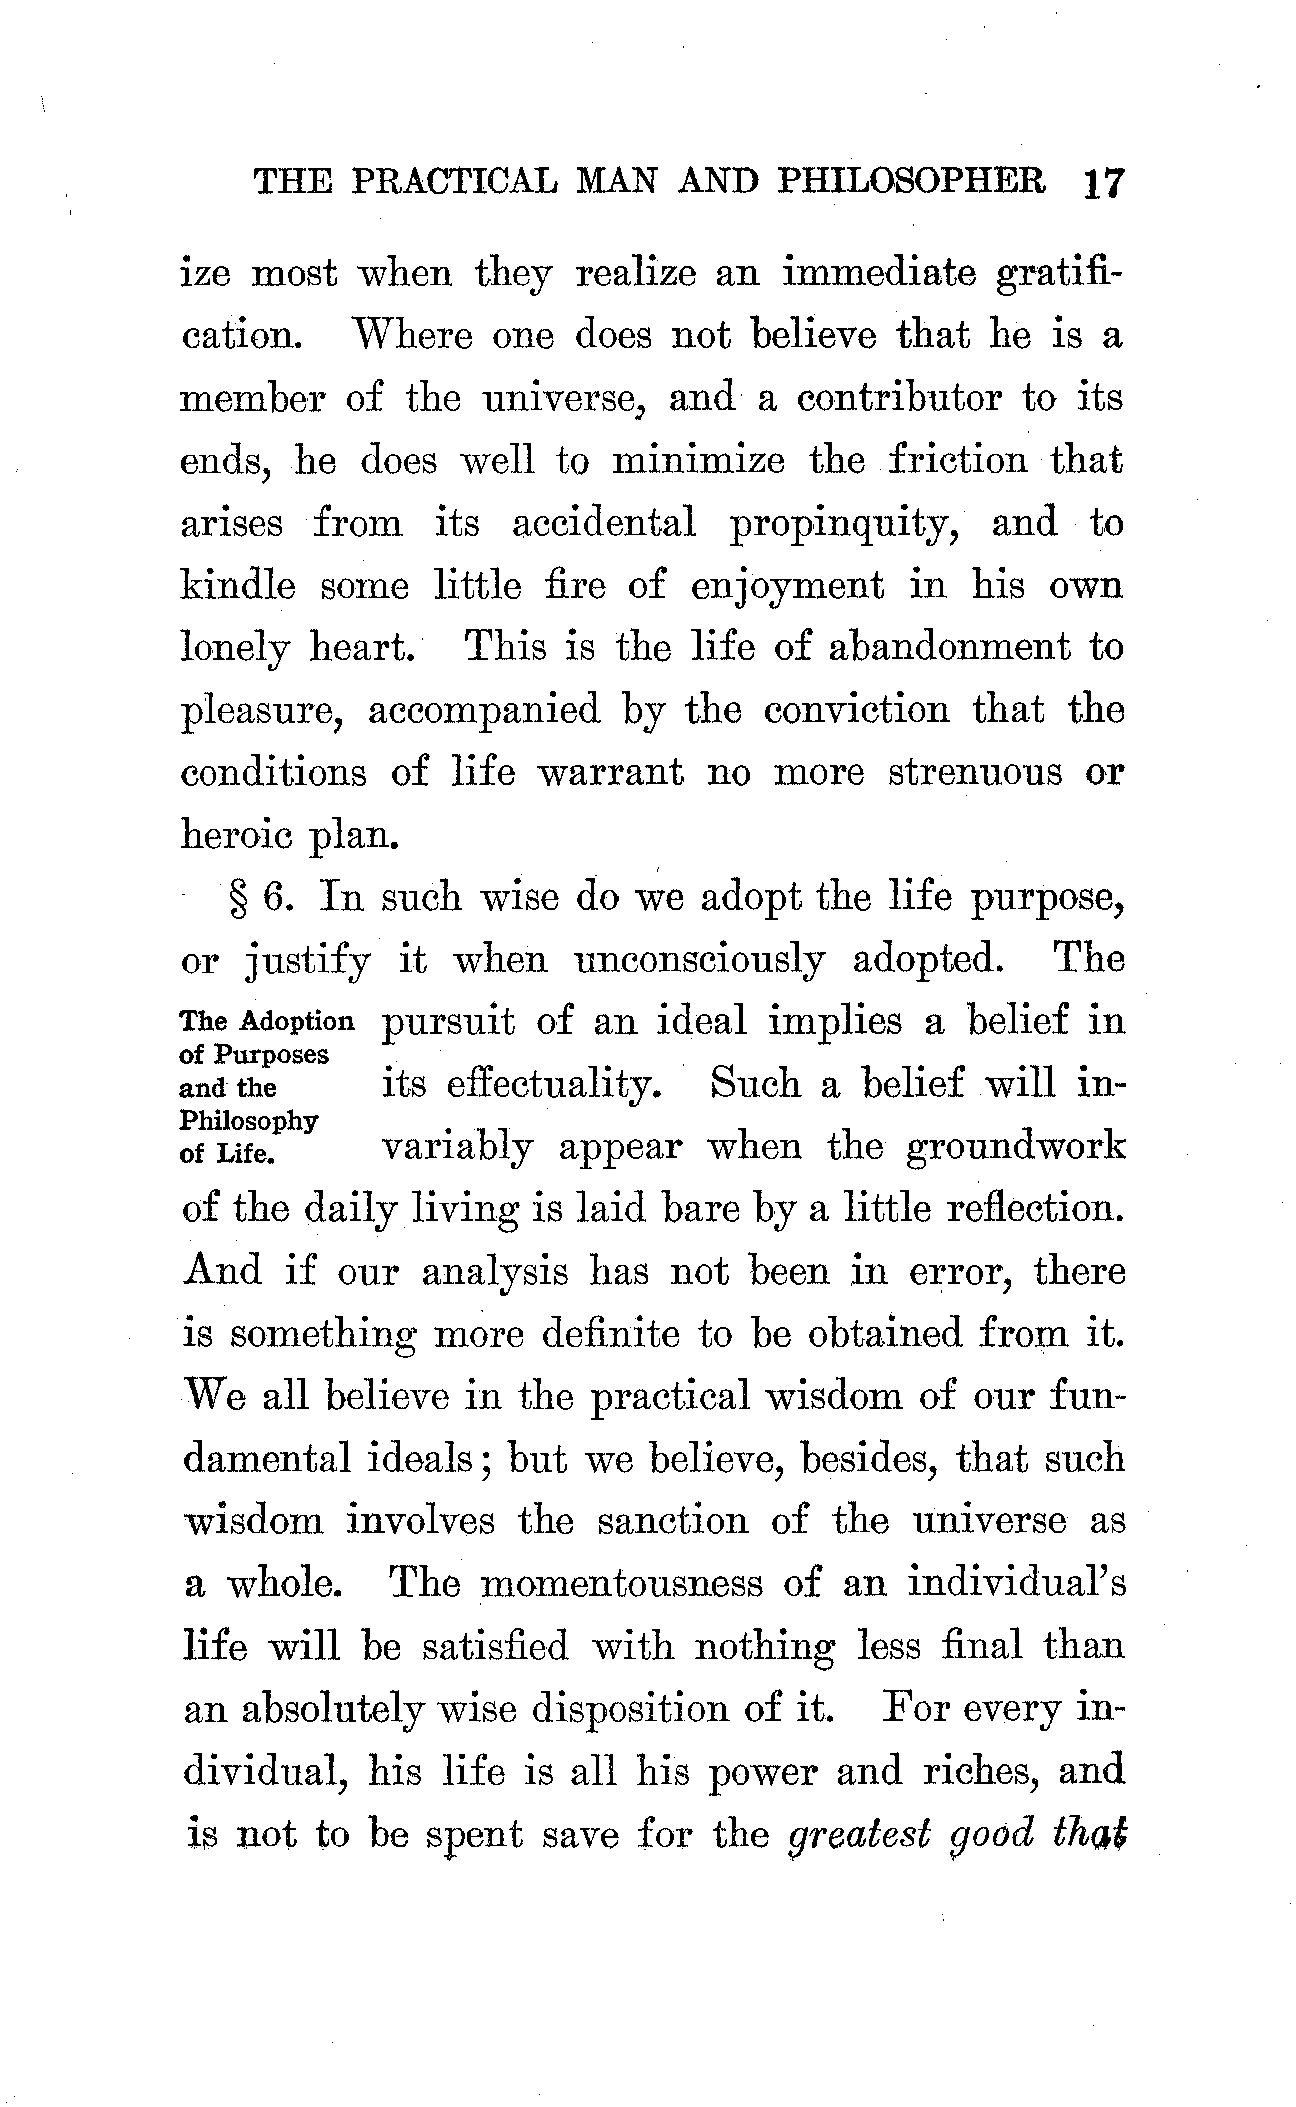 THE PRACTICAL MAN AND PHILOSOPHER 17
ize most when they realize an immediate gratifi-
cation. Where one does not believe that he is a
member of the universe, and a contributor to its
ends, he does well to minimize the friction that
arises from its accidental propinquity, and to
kindle some little fire of enjoyment in his own
lonely heart. This is the life of abandonment to
pleasure, accompanied by the conviction that the
conditions of life warrant no more strenuous or
heroic plan.
§ 6. In such wise do we adopt the life purpose,
or justify it when unconsciously adopted. The
The Adoption
of Purposes
and the
Philosophy
of Life.
pursuit of an ideal implies a belief in
its effectuality. Such a belief will in-
variably appear when the groundwork
of the daily living is laid bare by a little reflection.
And if our analysis has not been in error, there
is something more definite to be obtained from it.
We all believe in the practical wisdom of our fun-
damental ideals; but we believe, besides, that such
wisdom involves the sanction of the universe as
a whole. The momentousness of an individual's
life will be satisfied with nothing less final than
an absolutely wise disposition of it. For every in-
dividual, his life is all his power and riches, and
is not to be spent save for the greatest good that